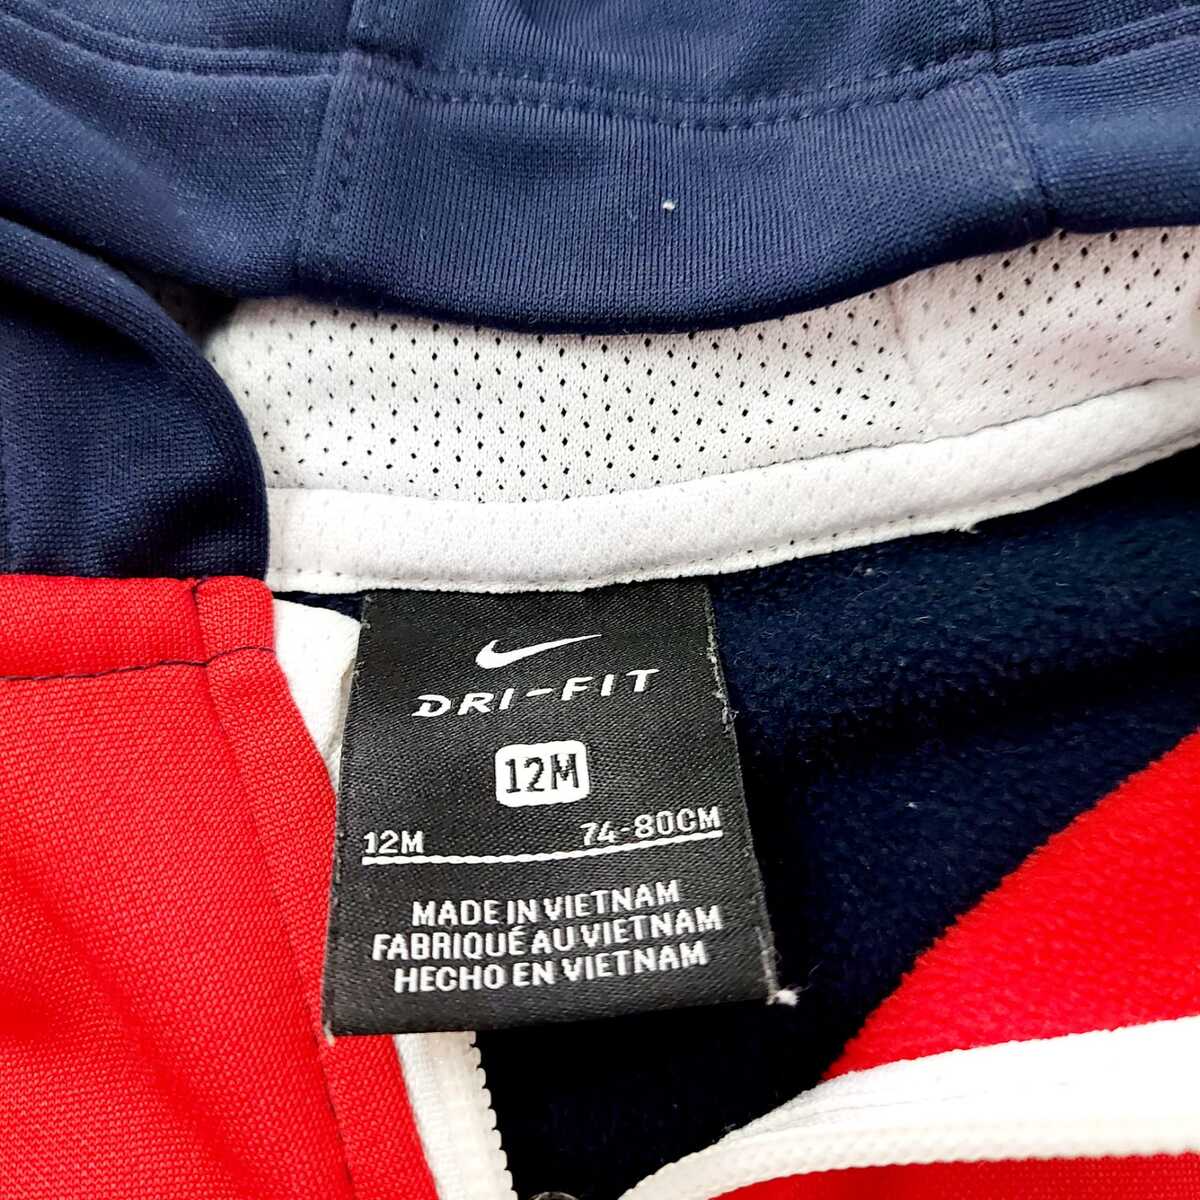 DRI-FIT
12M
12M 74-80CM
MADE IN VIETNAM
FABRIQUÉ AU VIETNAM
HECHO EN VIETNAM